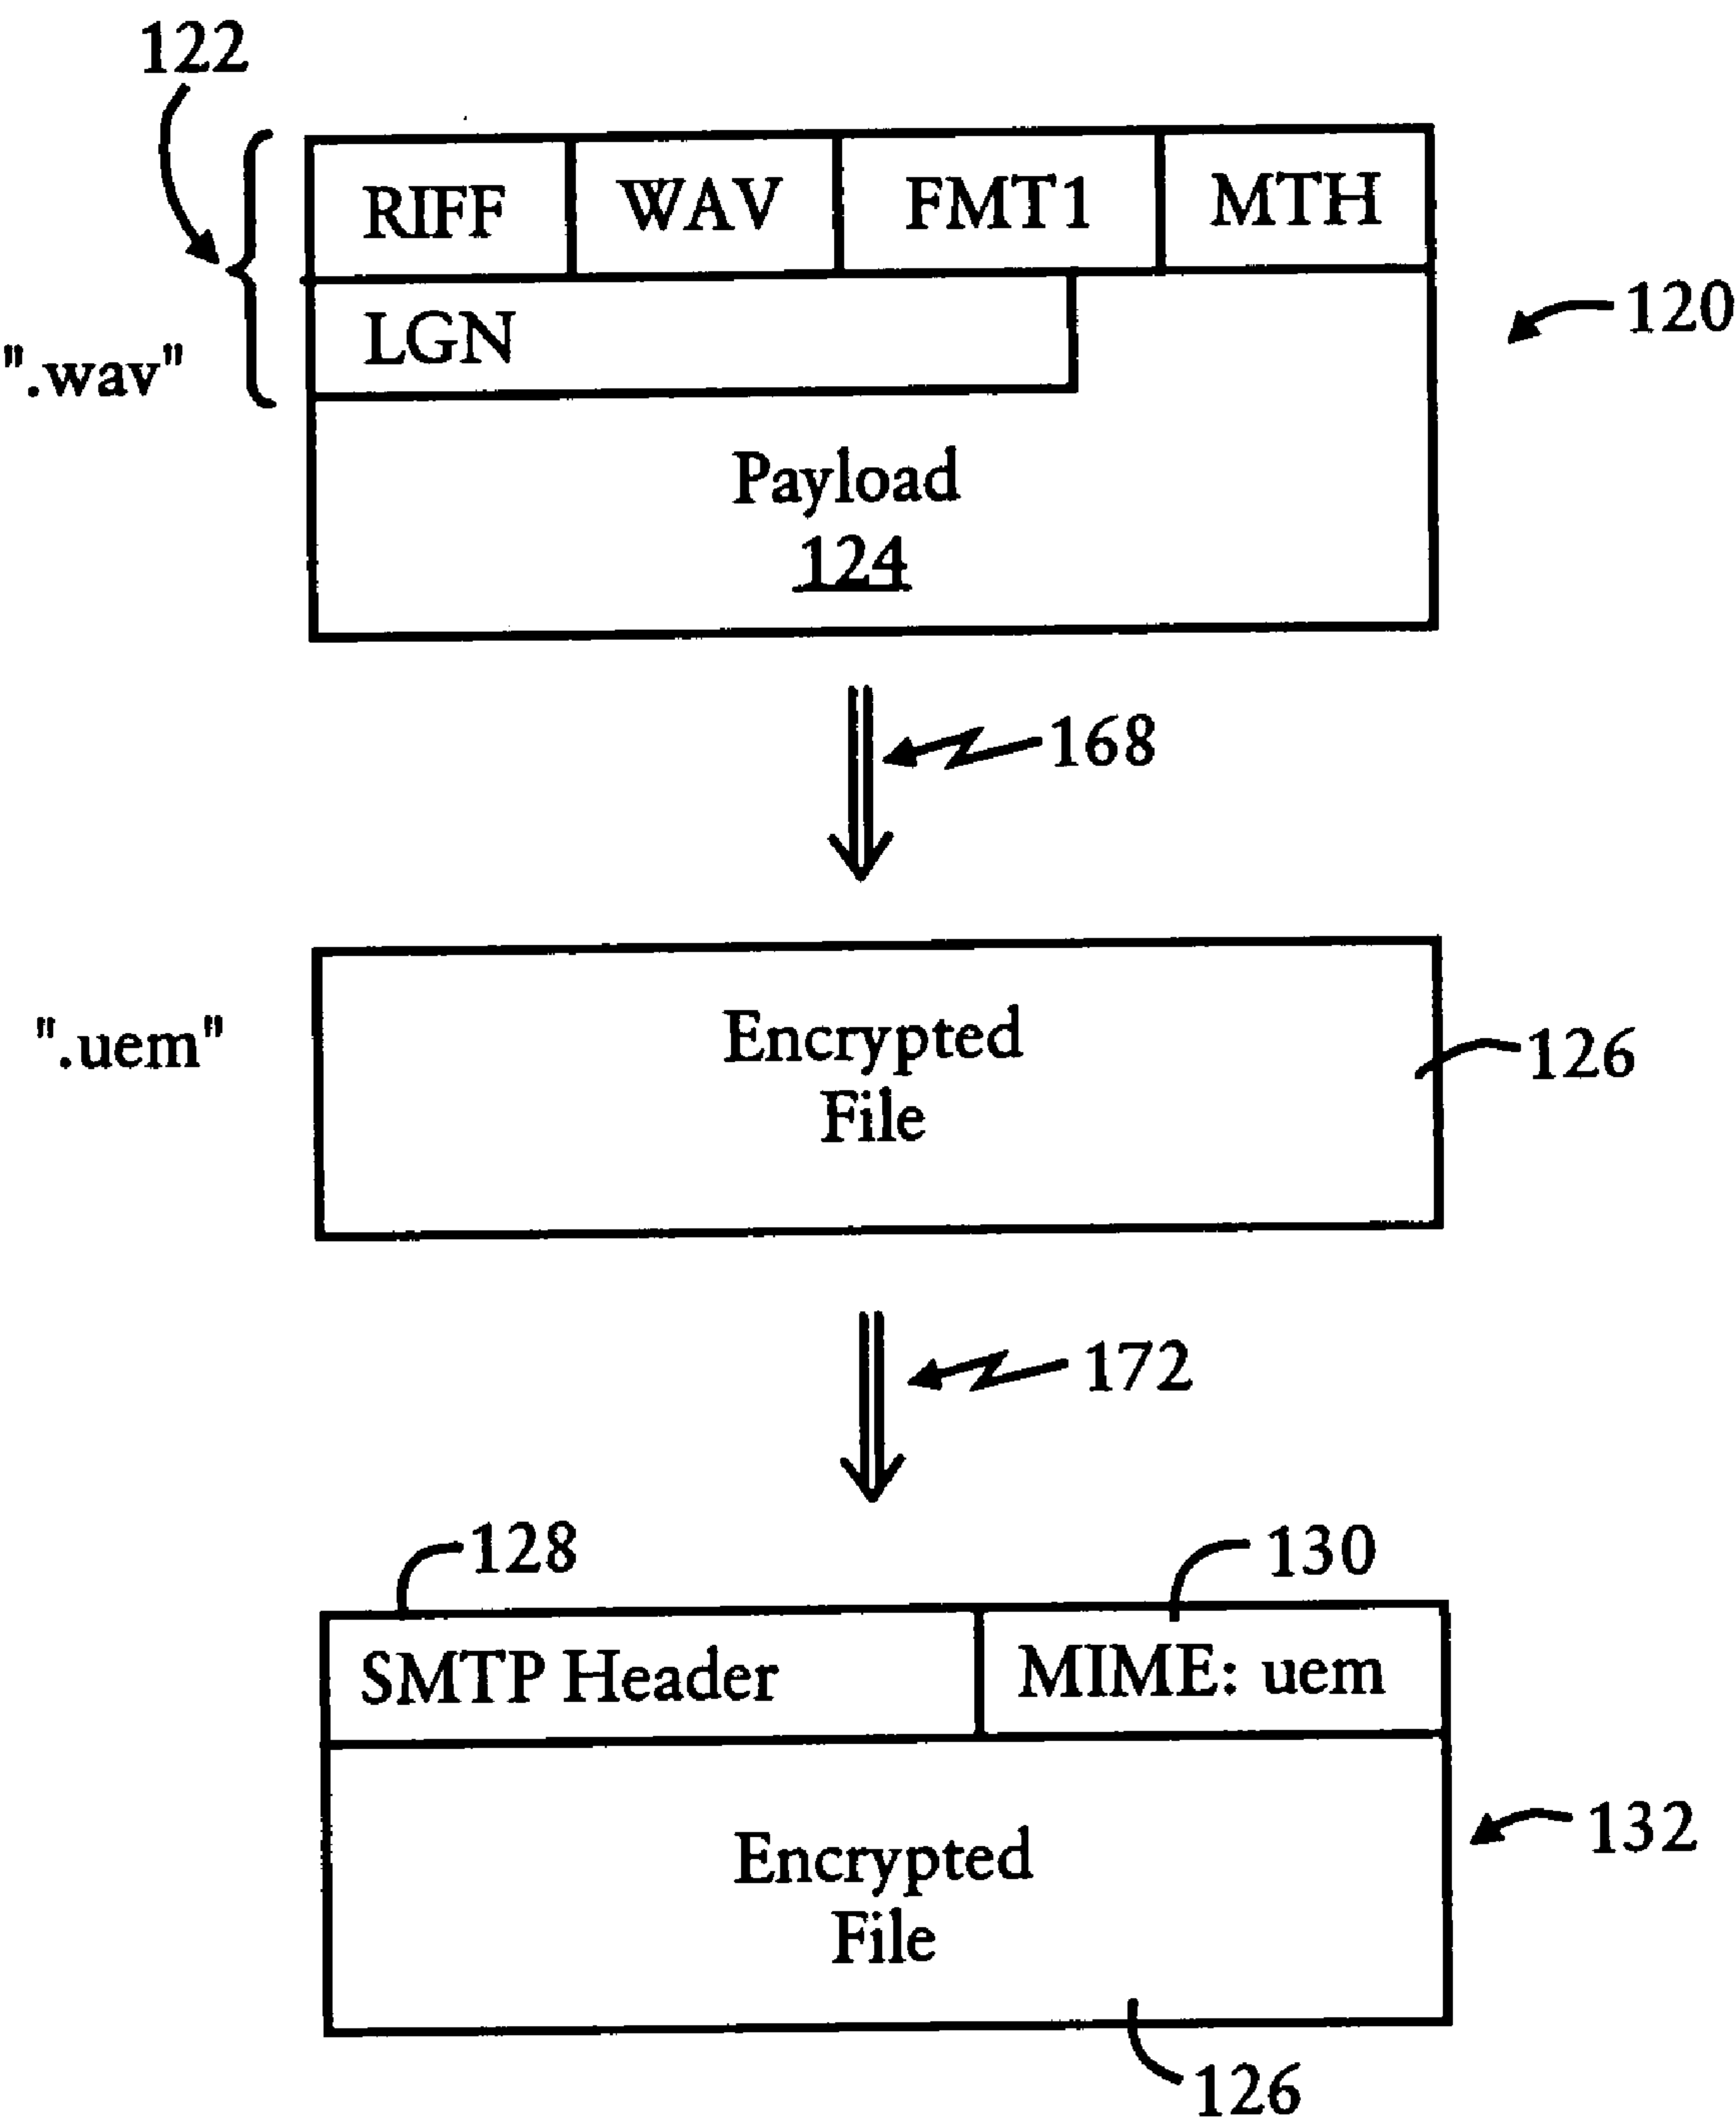 122
RIFF WAV FMT1 MTH
LGN
120
".wav"
Payload
124
168
".uem"
Encrypted
File
126
172
128
130
SMTP Header MIME: uem
132
Encrypted
File
126